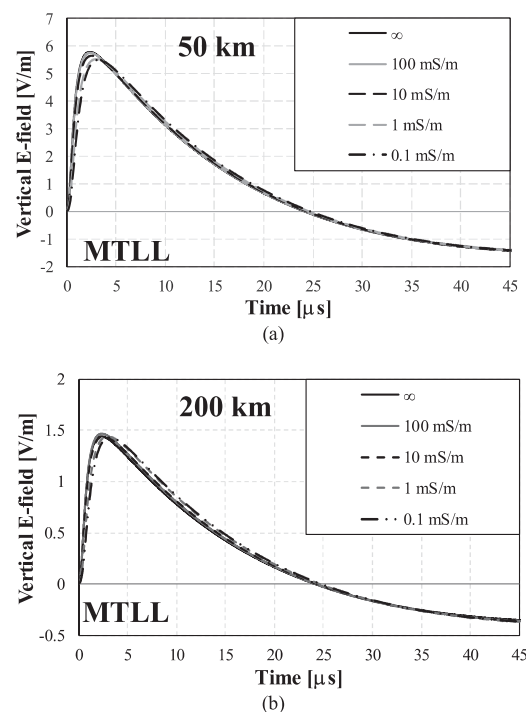 50 km
∞
100 mS/m
10 mS/m
1 mS/m
0.1 mS/m
Vertical E-field [V/m]
7
6
5
4
3
2
1
0
-1
-2
MTLL
0 5 10 15 20 25 30 35 40 45
Time [μs]
(a)
200 km
∞
100 mS/m
10 mS/m
1 mS/m
0.1 mS/m
Vertical E-field [V/m]
2
1.5
1
0.5
0
-0.5
MTLL
0 5 10 15 20 25 30 35 40 45
Time [μs]
(b)